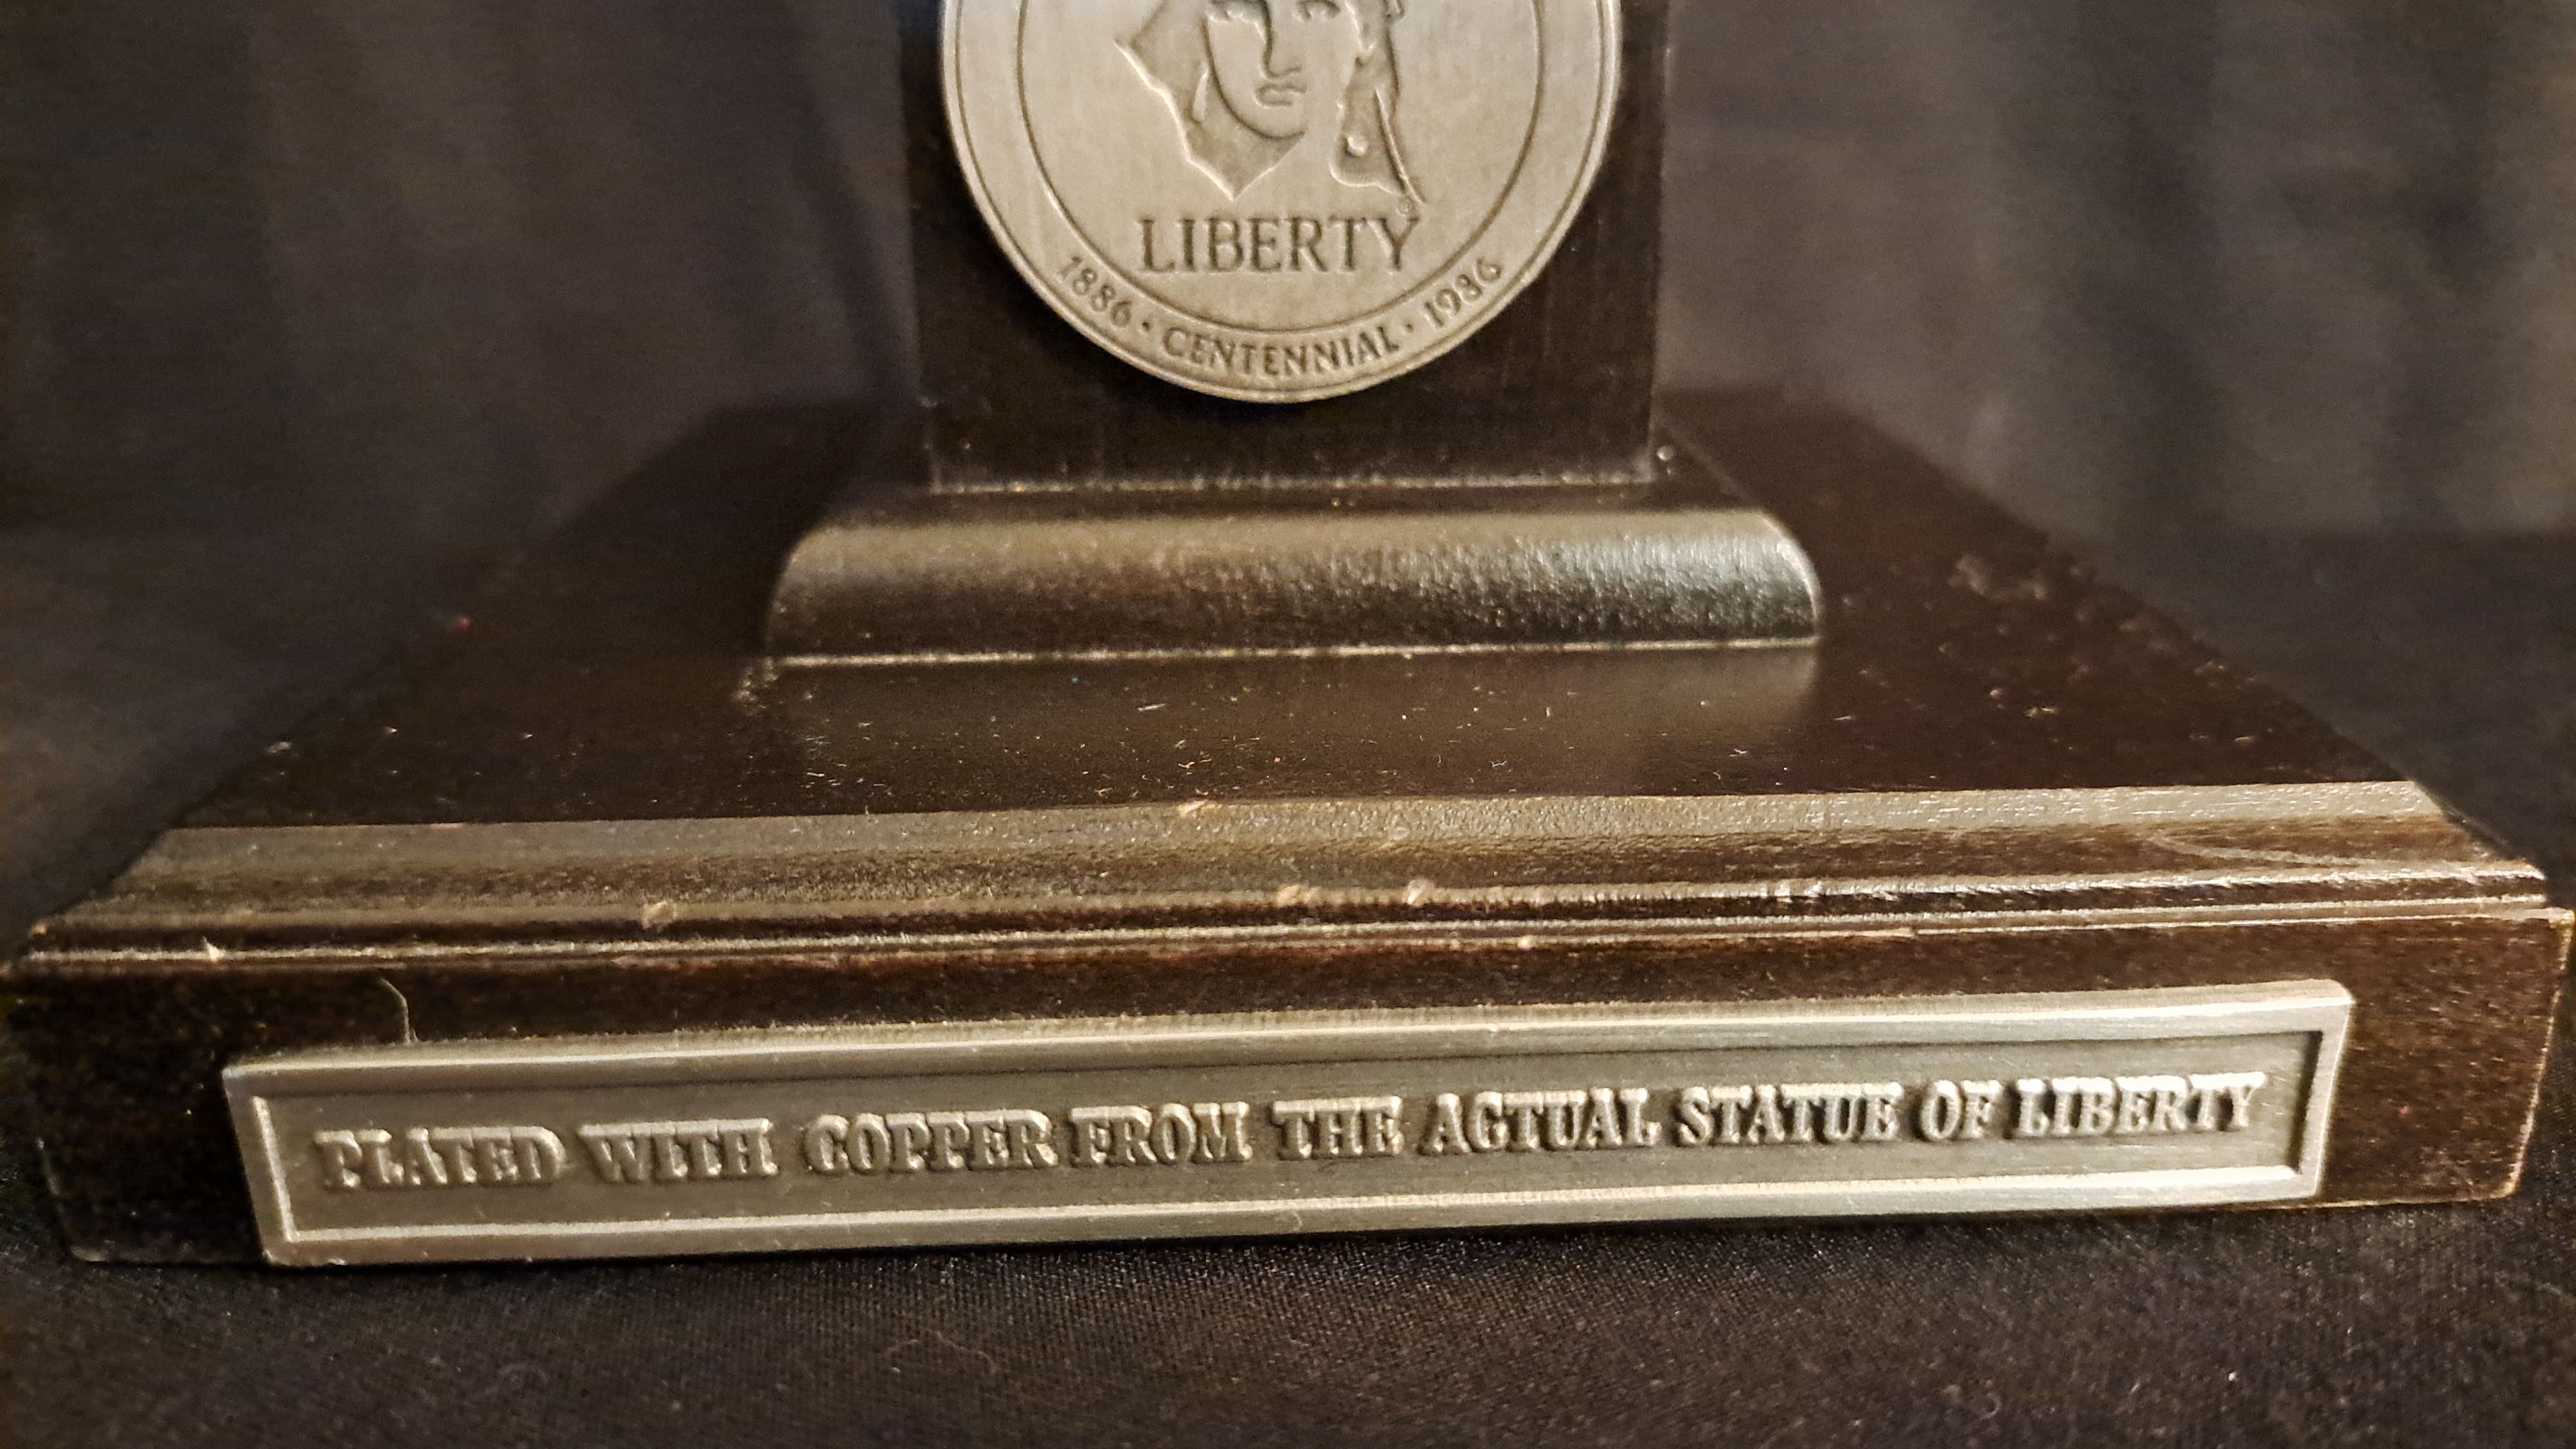 LIBERTY
1886 · CENTENNIAL · 1986
PLATED WITH COPPER FROM THE ACTUAL STATUE OF LIBERTY